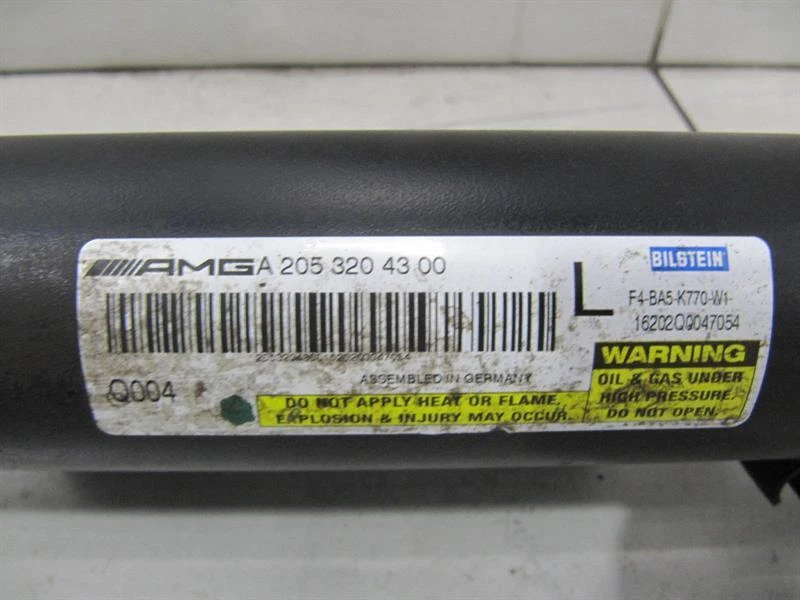 AMG A 205 320 43 00
L
BILSTEIN
F4-BA5-K770-W1
16202Q0047054
ASSEMBLED IN GERMANY
Q004
DO NOT APPLY HEAT OR FLAME.
EXPLOSION & INJURY MAY OCCUR.
WARNING
OIL & GAS UNDER
HIGH PRESSURE.
DO NOT OPEN.